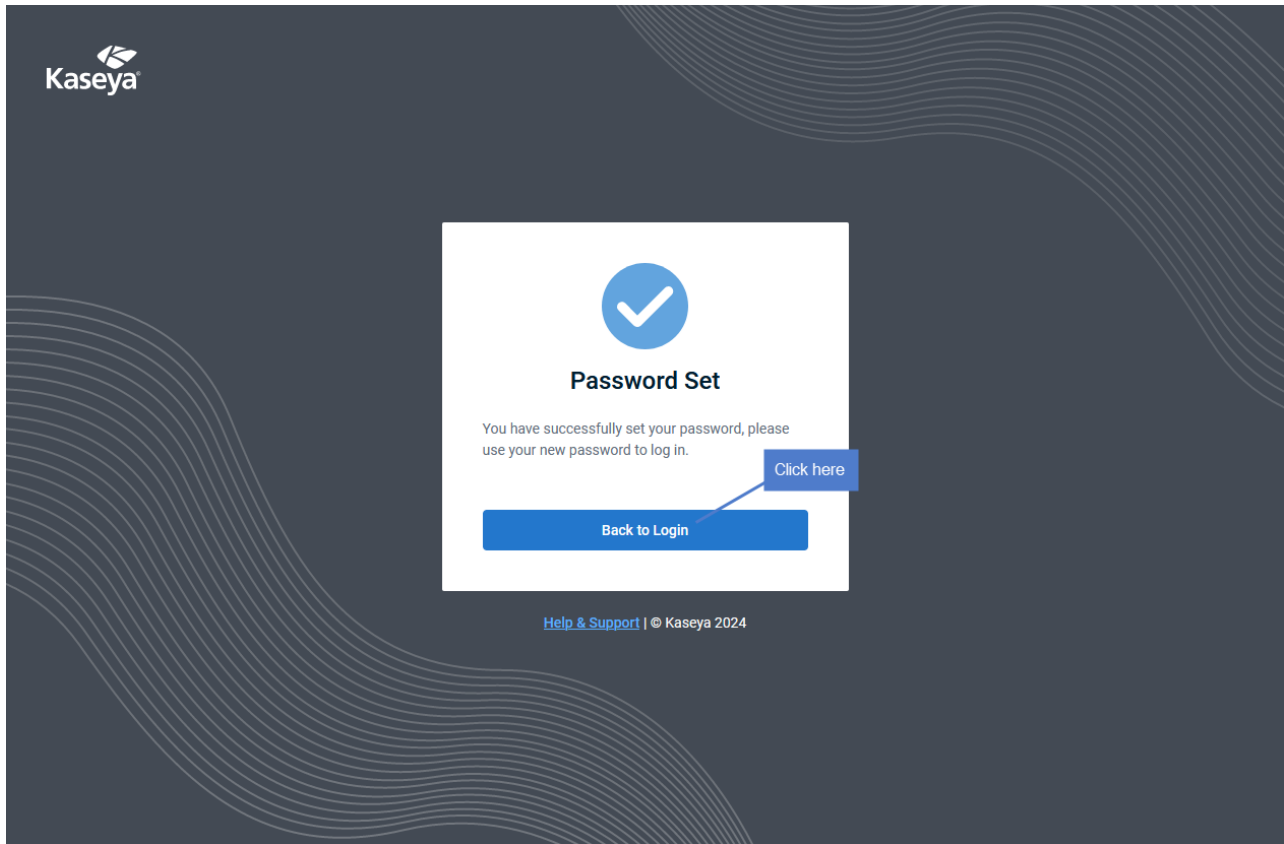 Kaseya
Password Set
You have successfully set your password, please
use your new password to log in.
Click here
Back to Login
Help & Support | © Kaseya 2024